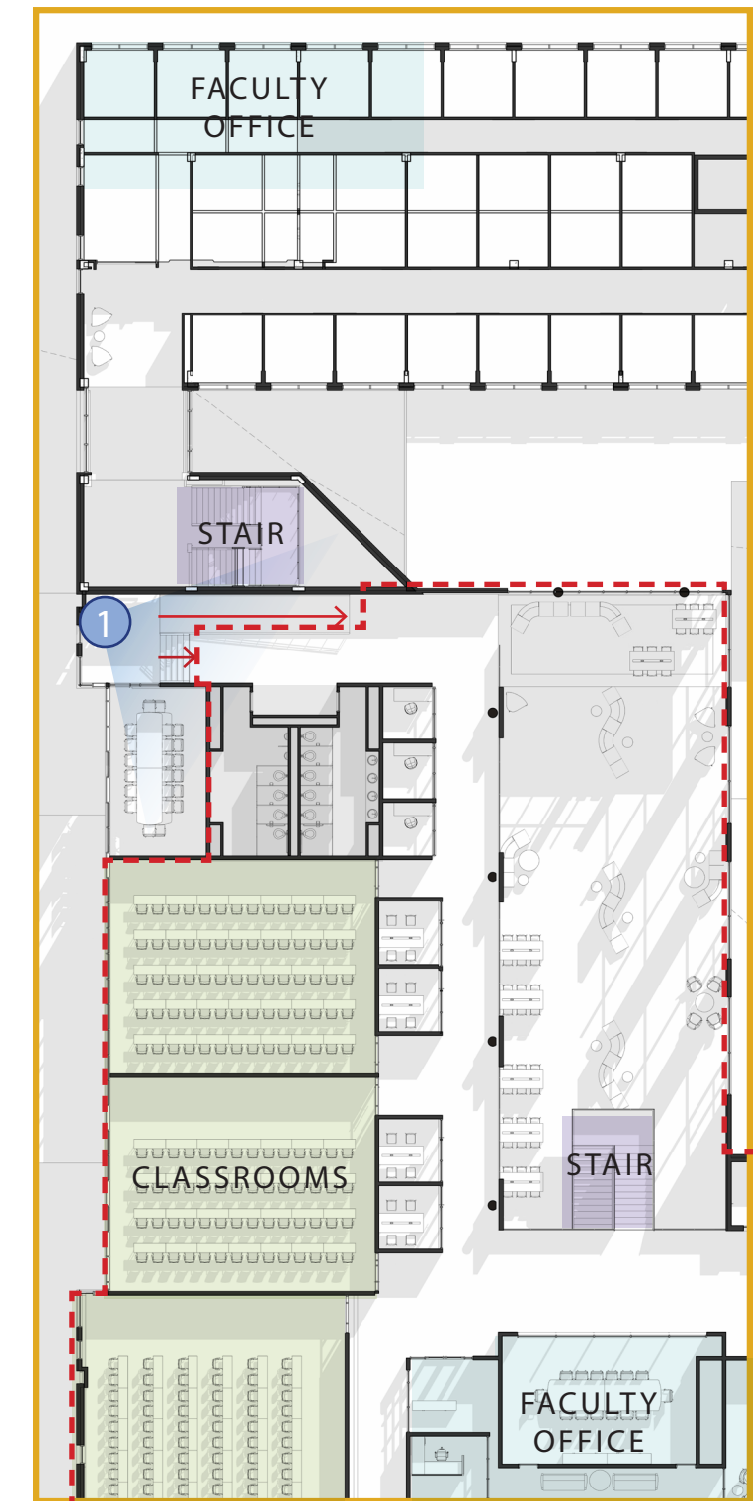 FACULTY
OFFICE
STAIR
1
STAIR
CLASSROOMS
FACULTY
OFFICE